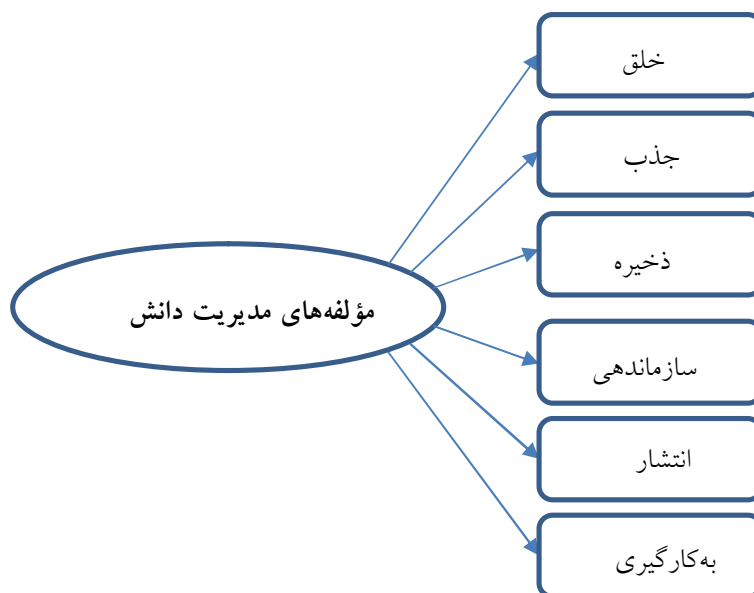 خلق
جذب
ذخیره
مؤلفه‌های مدیریت دانش
سازماندهی
انتشار
به‌کارگیری